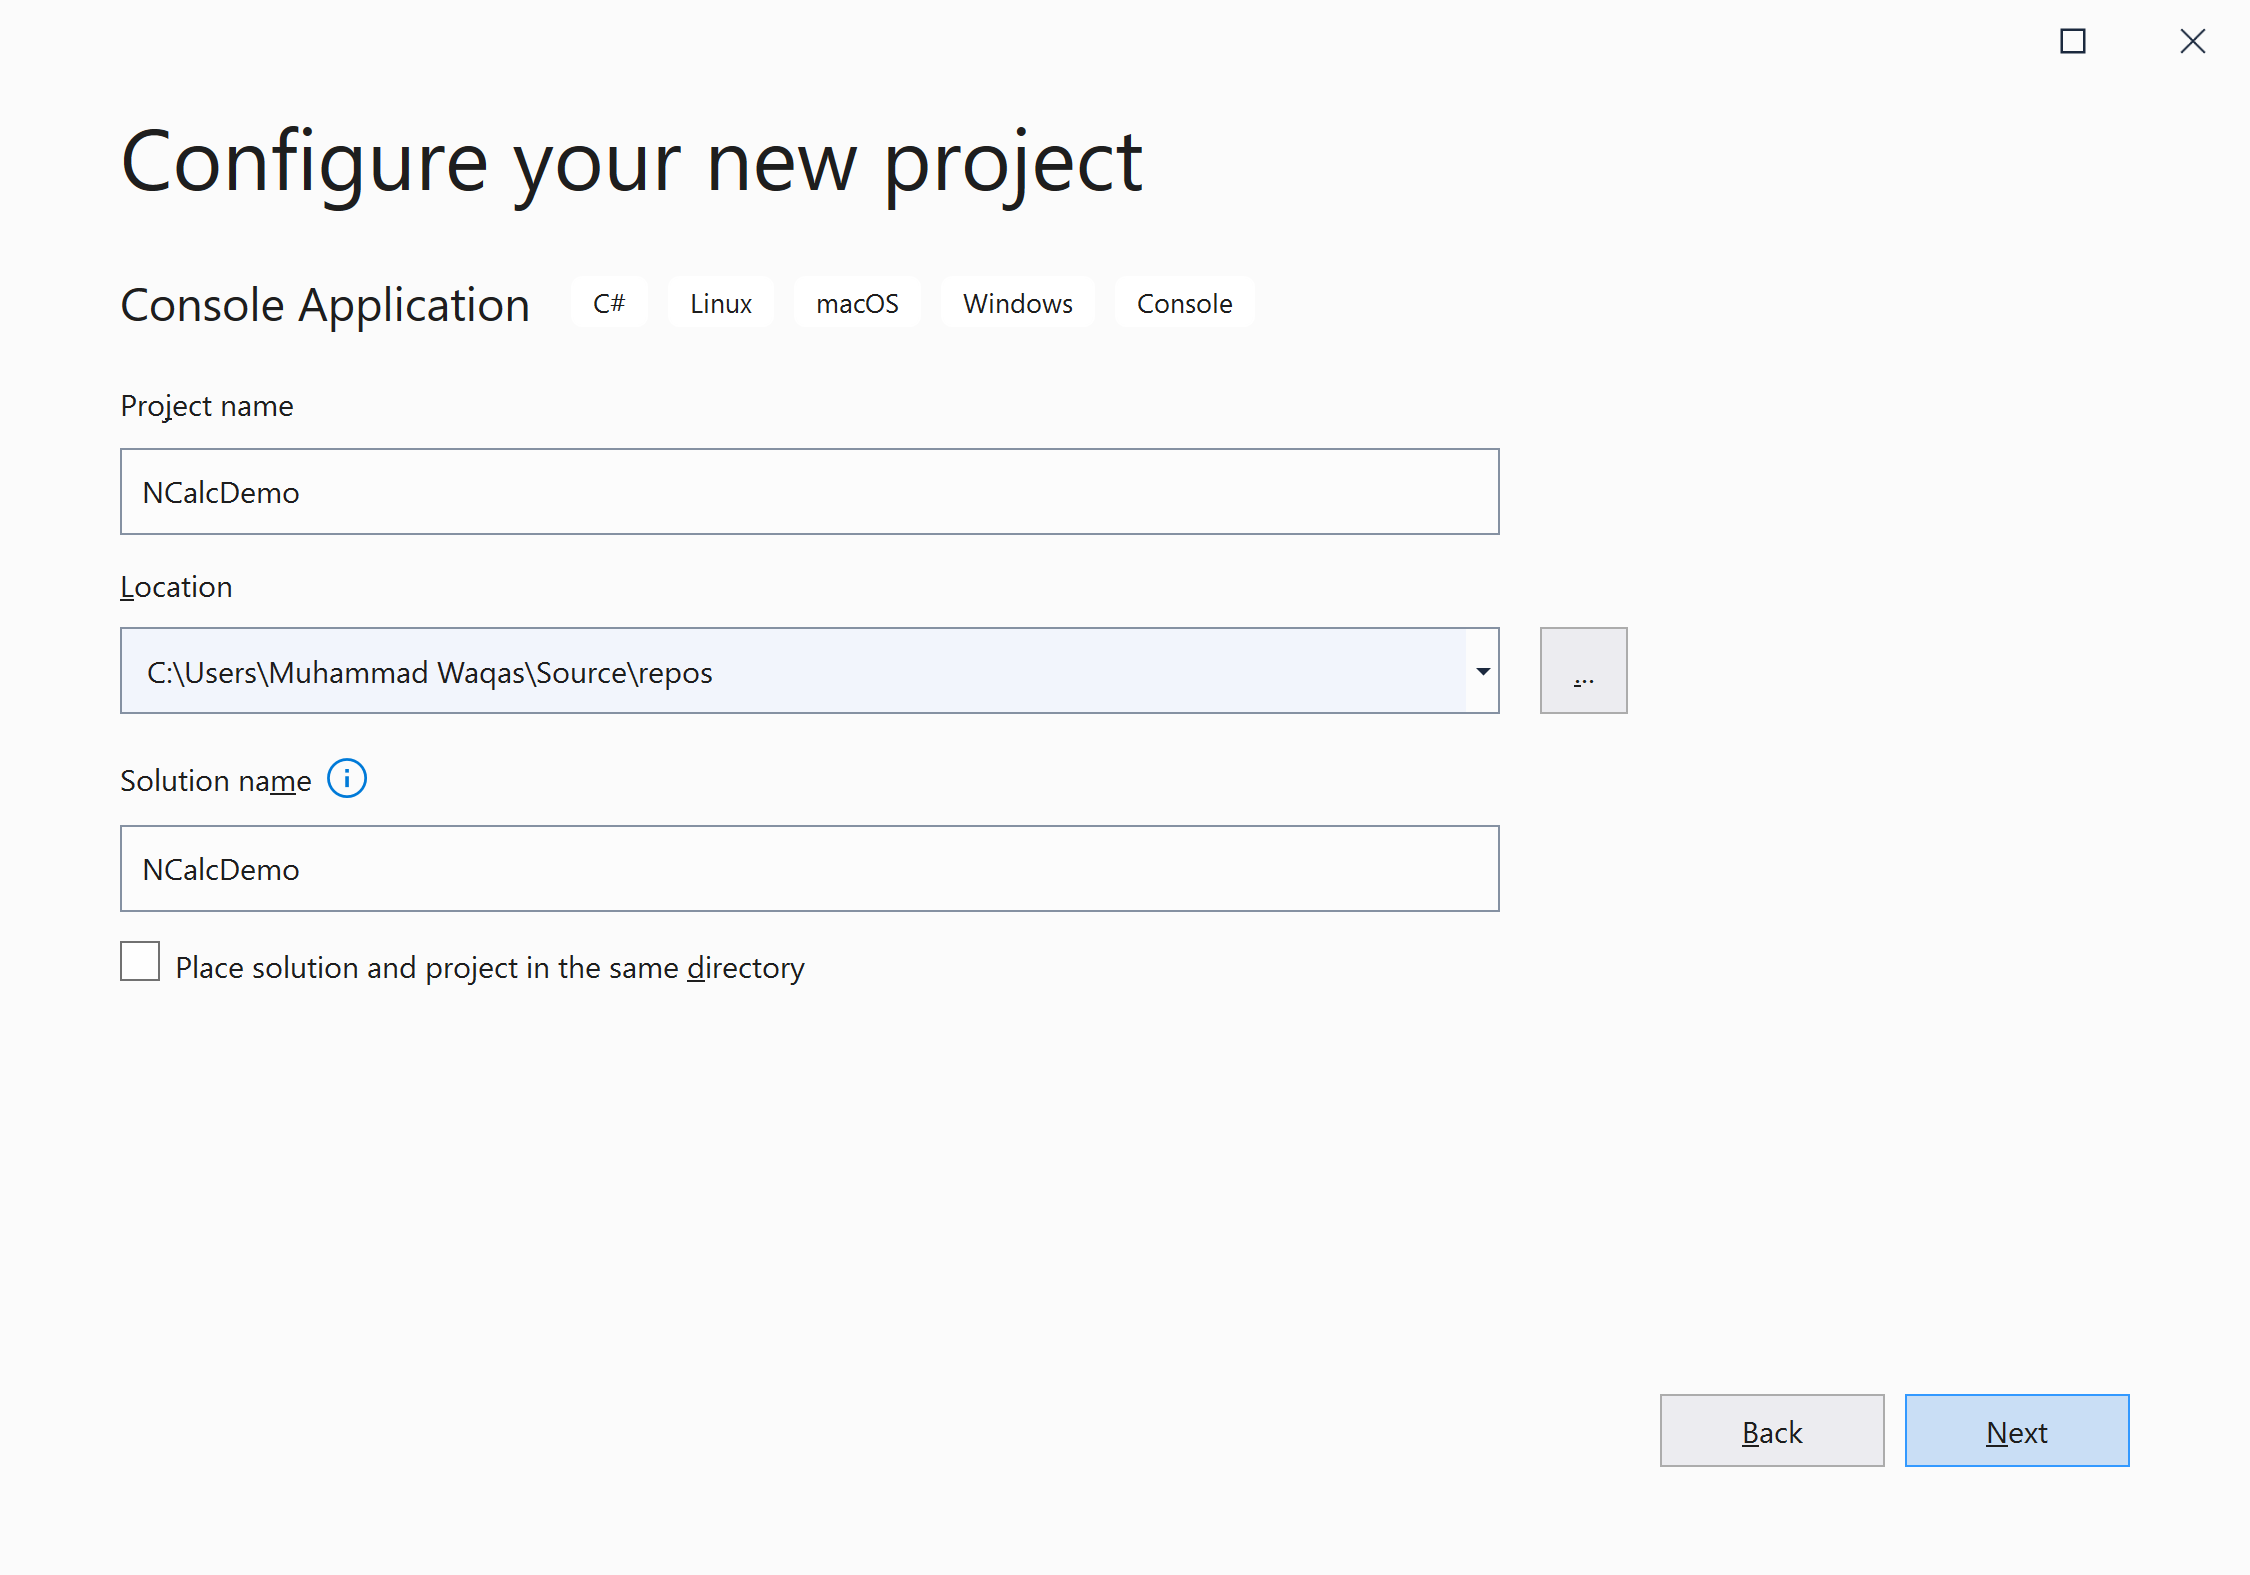 Configure your new project
Console Application C# Linux macOS Windows Console
Project name
NCalcDemo
Location
C:\Users\Muhammad Waqas\Source\repos
...
Solution name
NCalcDemo
Place solution and project in the same directory
Back Next